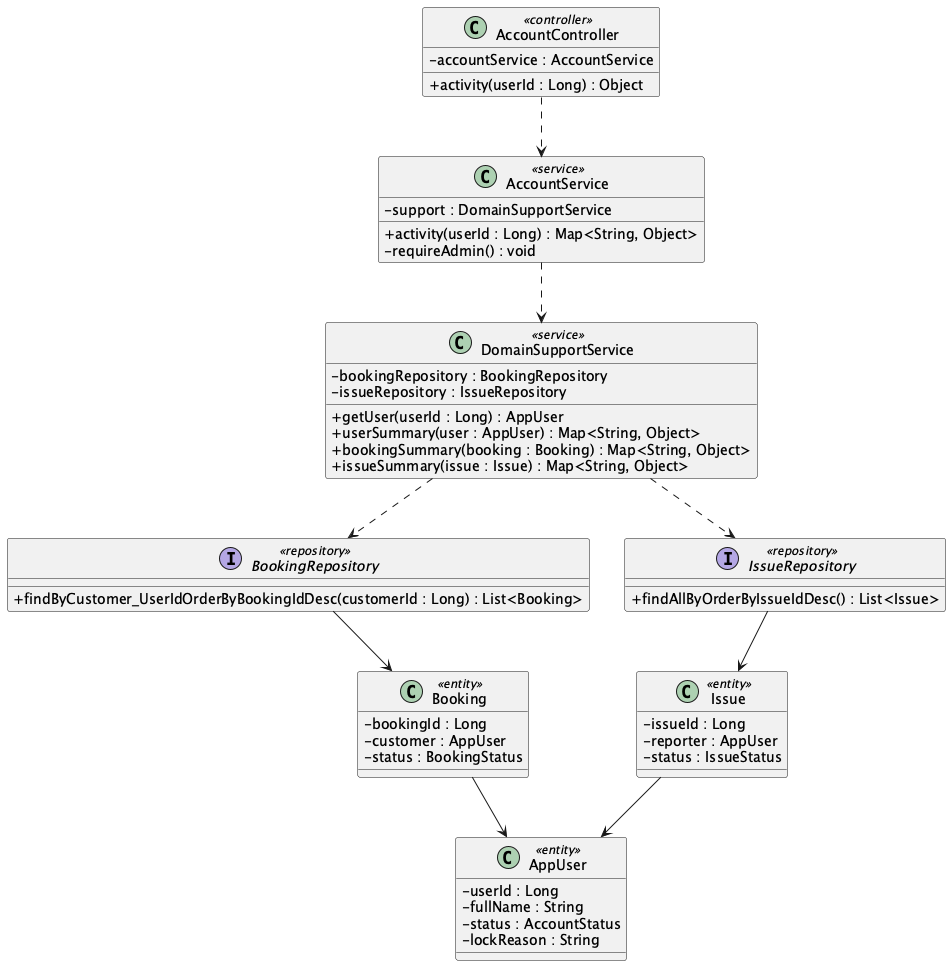 C
«controller»
AccountController
-accountService : AccountService
+activity(userId : Long) : Object
C
«service»
AccountService
-support : DomainSupportService
+activity(userId : Long) : Map<String, Object>
-requireAdmin() : void
C
«service»
DomainSupportService
-bookingRepository : BookingRepository
-issueRepository : IssueRepository
+getUser(userId : Long) : AppUser
+userSummary(user : AppUser) : Map<String, Object>
+bookingSummary(booking : Booking) : Map<String, Object>
+issueSummary(issue : Issue) : Map<String, Object>
I
«repository»
BookingRepository
+findByCustomer_UserIdOrderByBookingIdDesc(customerId : Long) : List<Booking>
I
«repository»
IssueRepository
+findAllByOrderByIssueIdDesc() : List<Issue>
C
«entity»
Booking
-bookingId : Long
-customer : AppUser
-status : BookingStatus
C
«entity»
Issue
-issueId : Long
-reporter : AppUser
-status : IssueStatus
C
«entity»
AppUser
-userId : Long
-fullName : String
-status : AccountStatus
-lockReason : String